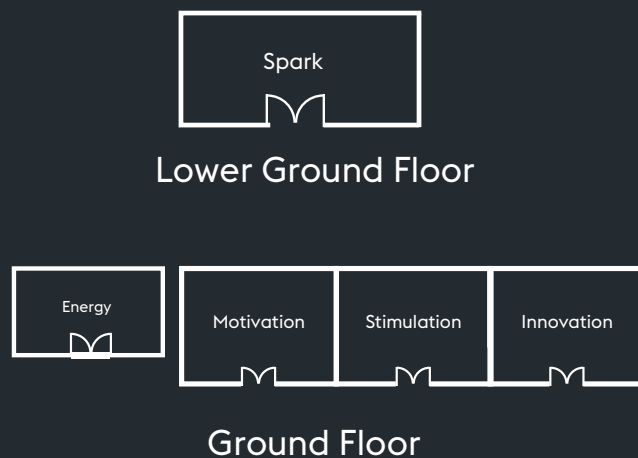 Spark
Lower Ground Floor
Energy
Motivation Stimulation Innovation
Ground Floor